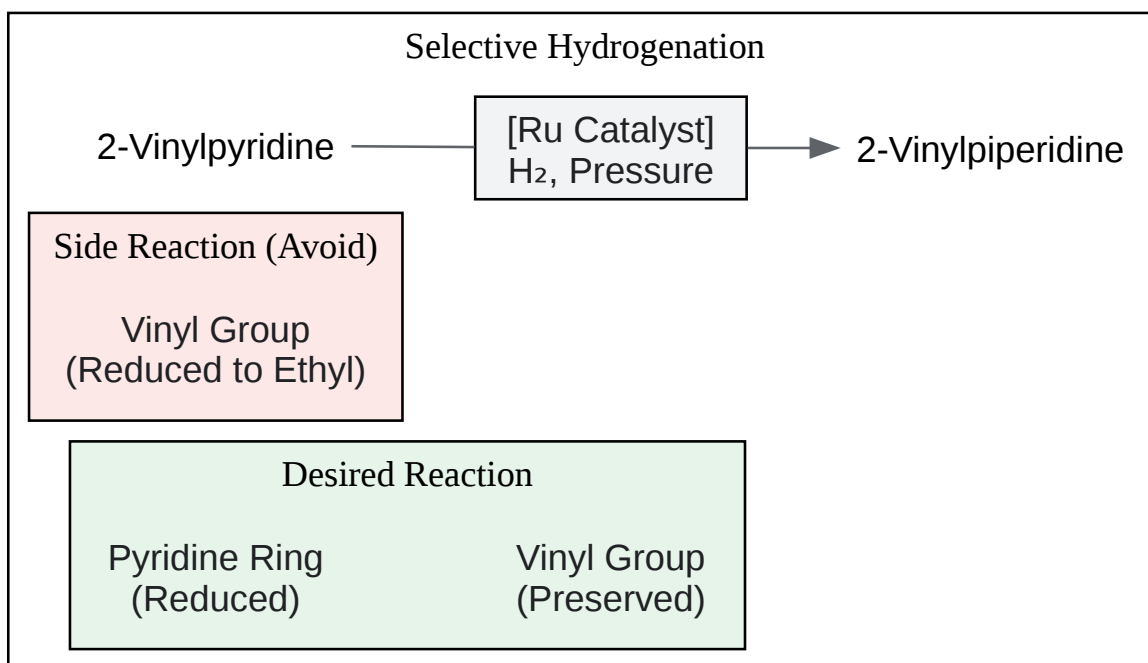 Selective Hydrogenation
2-Vinylpyridine
[Ru Catalyst]
H₂, Pressure
2-Vinylpiperidine
Side Reaction (Avoid)
Vinyl Group
(Reduced to Ethyl)
Desired Reaction
Pyridine Ring
(Reduced)
Vinyl Group
(Preserved)